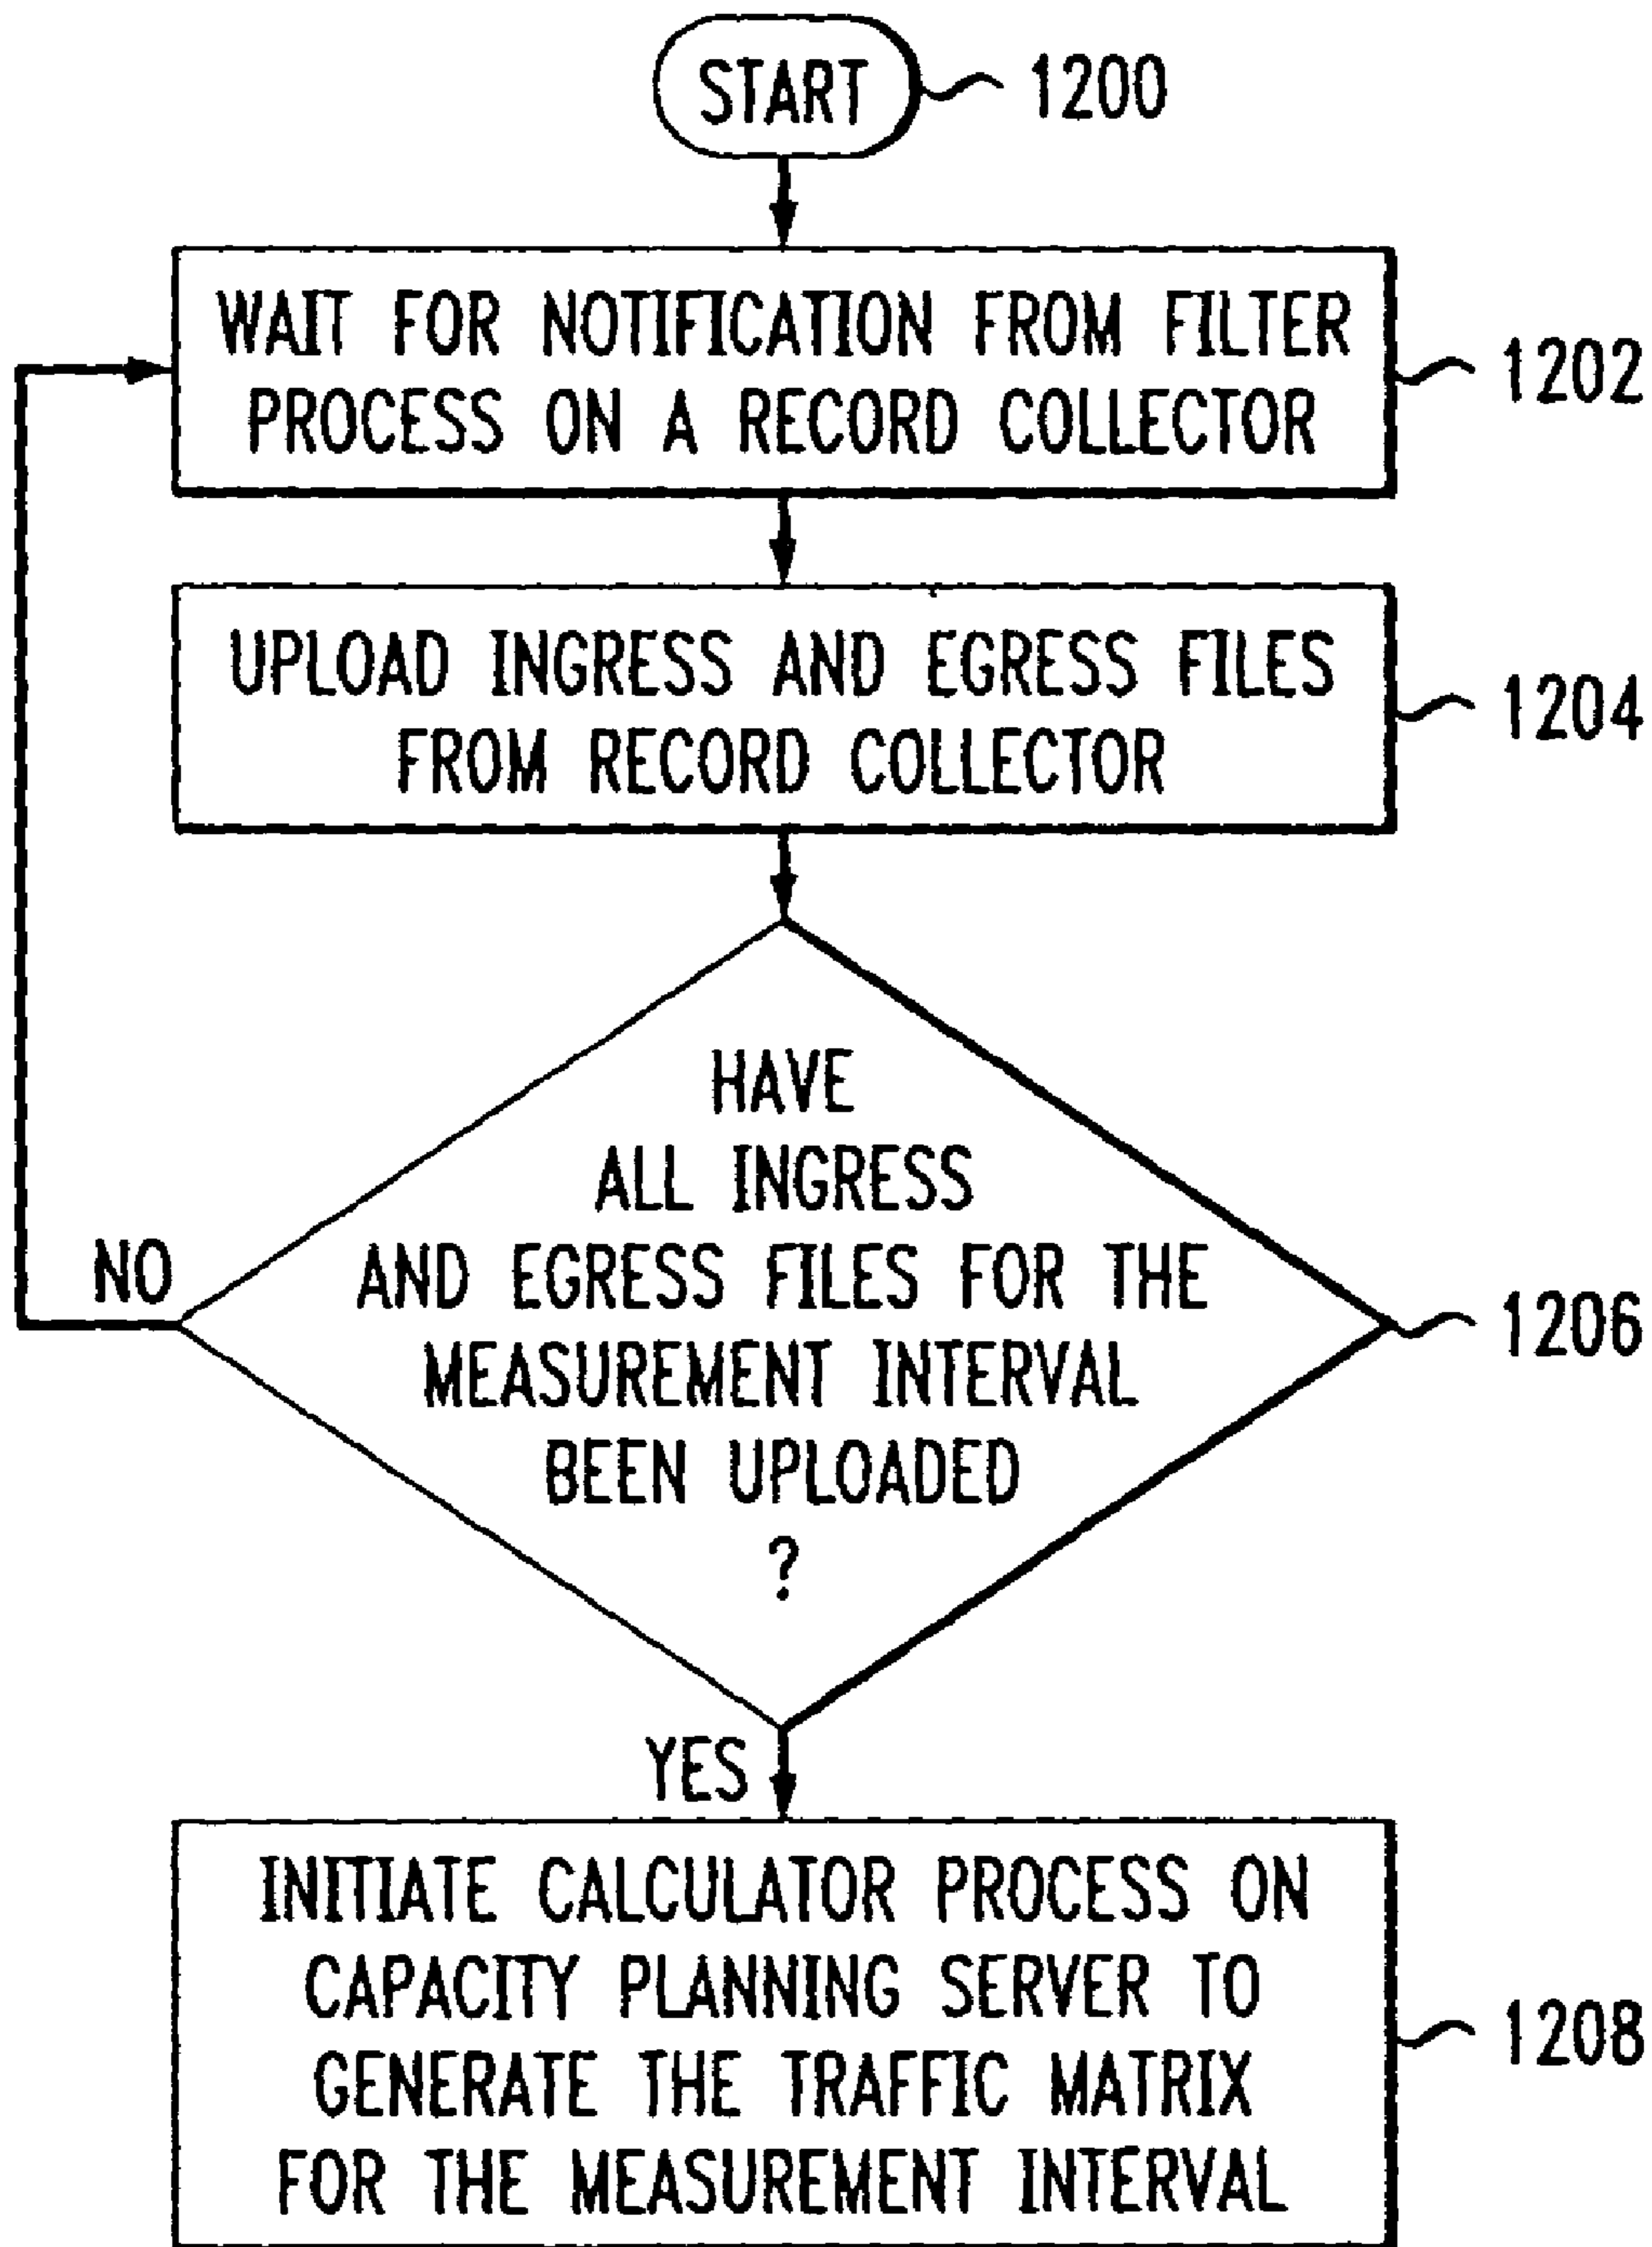 START
1200
WAIT FOR NOTIFICATION FROM FILTER
PROCESS ON A RECORD COLLECTOR
1202
UPLOAD INGRESS AND EGRESS FILES
FROM RECORD COLLECTOR
1204
HAVE
ALL INGRESS
AND EGRESS FILES FOR THE
MEASUREMENT INTERVAL
BEEN UPLOADED
?
NO
1206
YES
INITIATE CALCULATOR PROCESS ON
CAPACITY PLANNING SERVER TO
GENERATE THE TRAFFIC MATRIX
FOR THE MEASUREMENT INTERVAL
1208